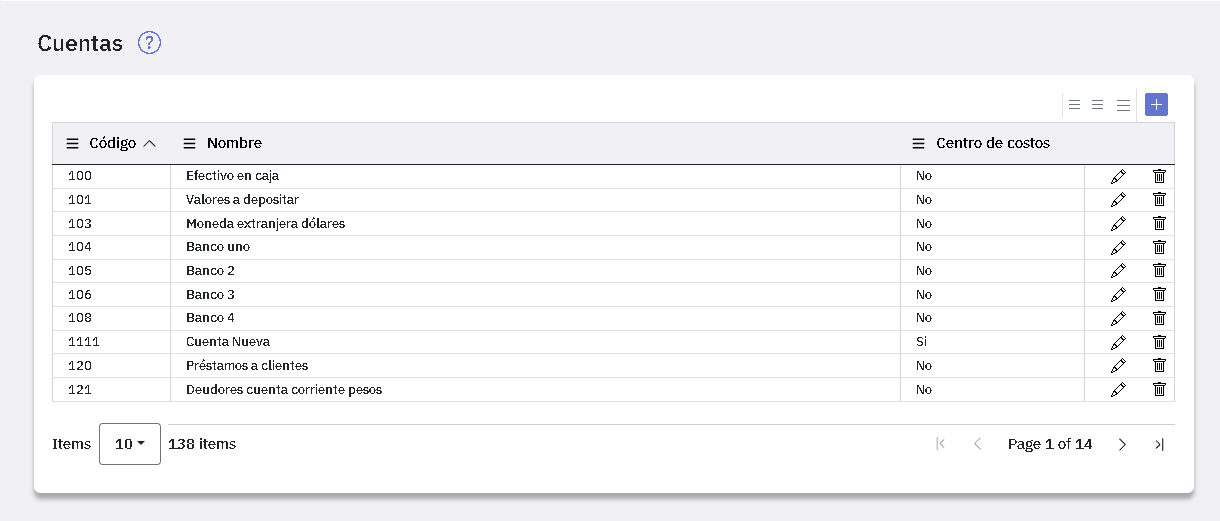 Cuentas ?
Código Nombre Centro de costos
100 Efectivo en caja No
101 Valores a depositar No
103 Moneda extranjera dólares No
104 Banco uno No
105 Banco 2 No
106 Banco 3 No
108 Banco 4 No
1111 Cuenta Nueva Si
120 Préstamos a clientes No
121 Deudores cuenta corriente pesos No
Items 10 138 items Page 1 of 14